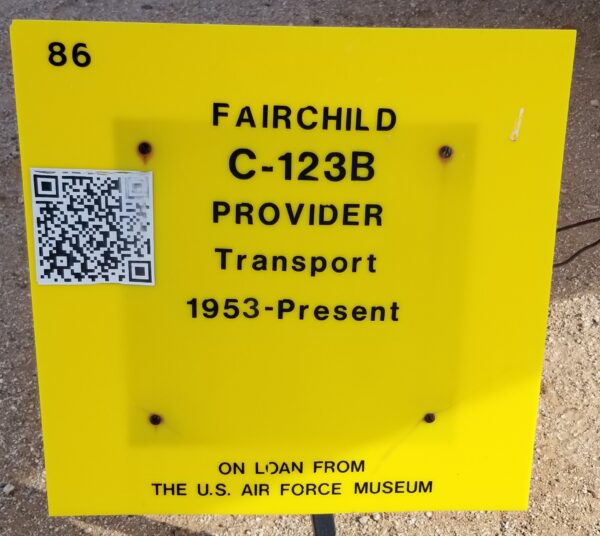 86
FAIRCHILD
C-123B
PROVIDER
Transport
1953-Present
ON LOAN FROM
THE U.S. AIR FORCE MUSEUM